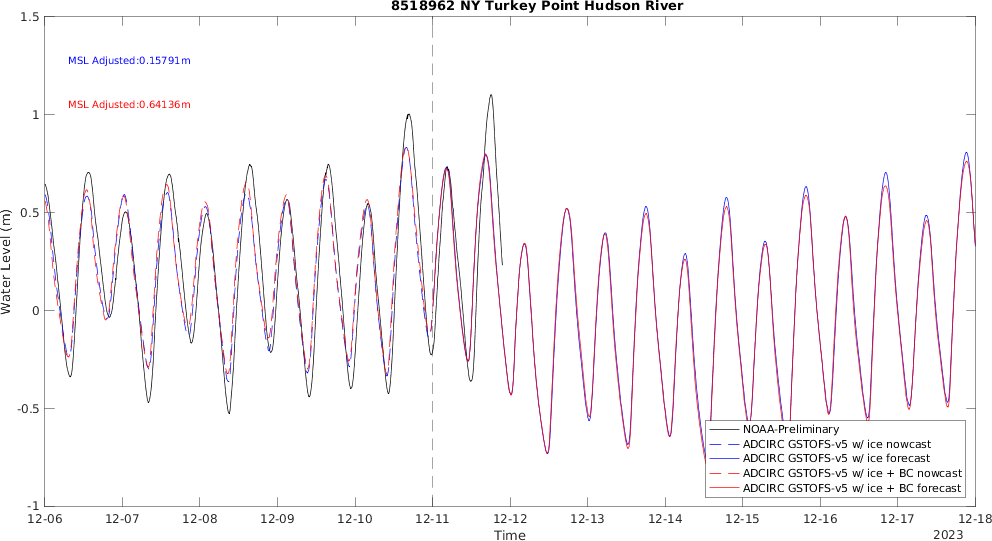 8518962 NY Turkey Point Hudson River
1.5
MSL Adjusted:0.15791m
MSL Adjusted:0.64136m
1
0.5
0
-0.5
-1
Water Level (m)
NOAA-Preliminary
ADCIRC GSTOFS-v5 w/ ice nowcast
ADCIRC GSTOFS-v5 w/ ice forecast
ADCIRC GSTOFS-v5 w/ ice + BC nowcast
ADCIRC GSTOFS-v5 w/ ice + BC forecast
12-06 12-07 12-08 12-09 12-10 12-11 12-12 12-13 12-14 12-15 12-16 12-17 12-18
Time
2023